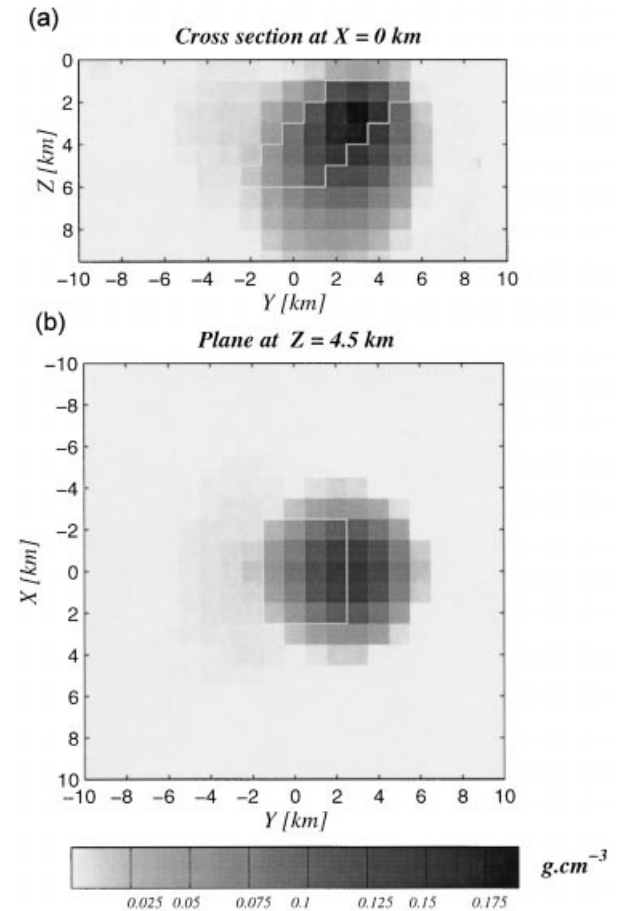 (a)
Cross section at X = 0 km
0
2
4
6
8
Z [km]
−10 −8 −6 −4 −2 0 2 4 6 8 10
Y [km]
(b)
Plane at Z = 4.5 km
−10
−8
−6
−4
−2
0
2
4
6
8
10
X [km]
−10 −8 −6 −4 −2 0 2 4 6 8 10
Y [km]
g.cm⁻³
0.025 0.05 0.075 0.1 0.125 0.15 0.175